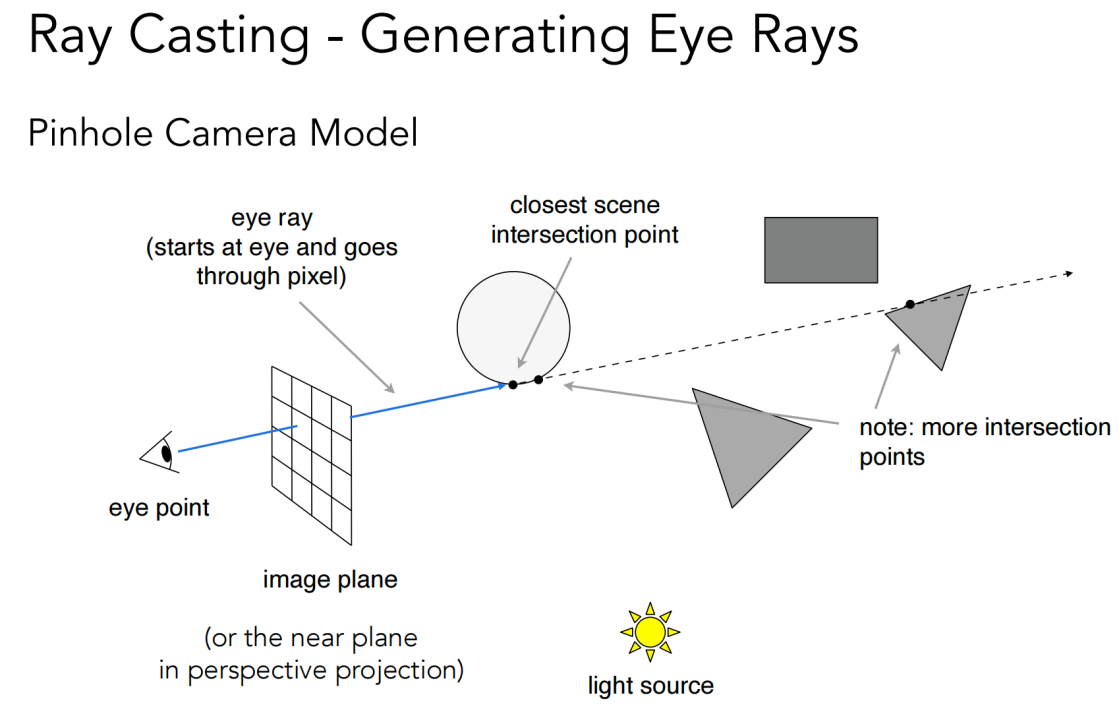 Ray Casting - Generating Eye Rays
Pinhole Camera Model
eye ray
(starts at eye and goes
through pixel)
closest scene
intersection point
note: more intersection
points
eye point
image plane
(or the near plane
in perspective projection)
light source